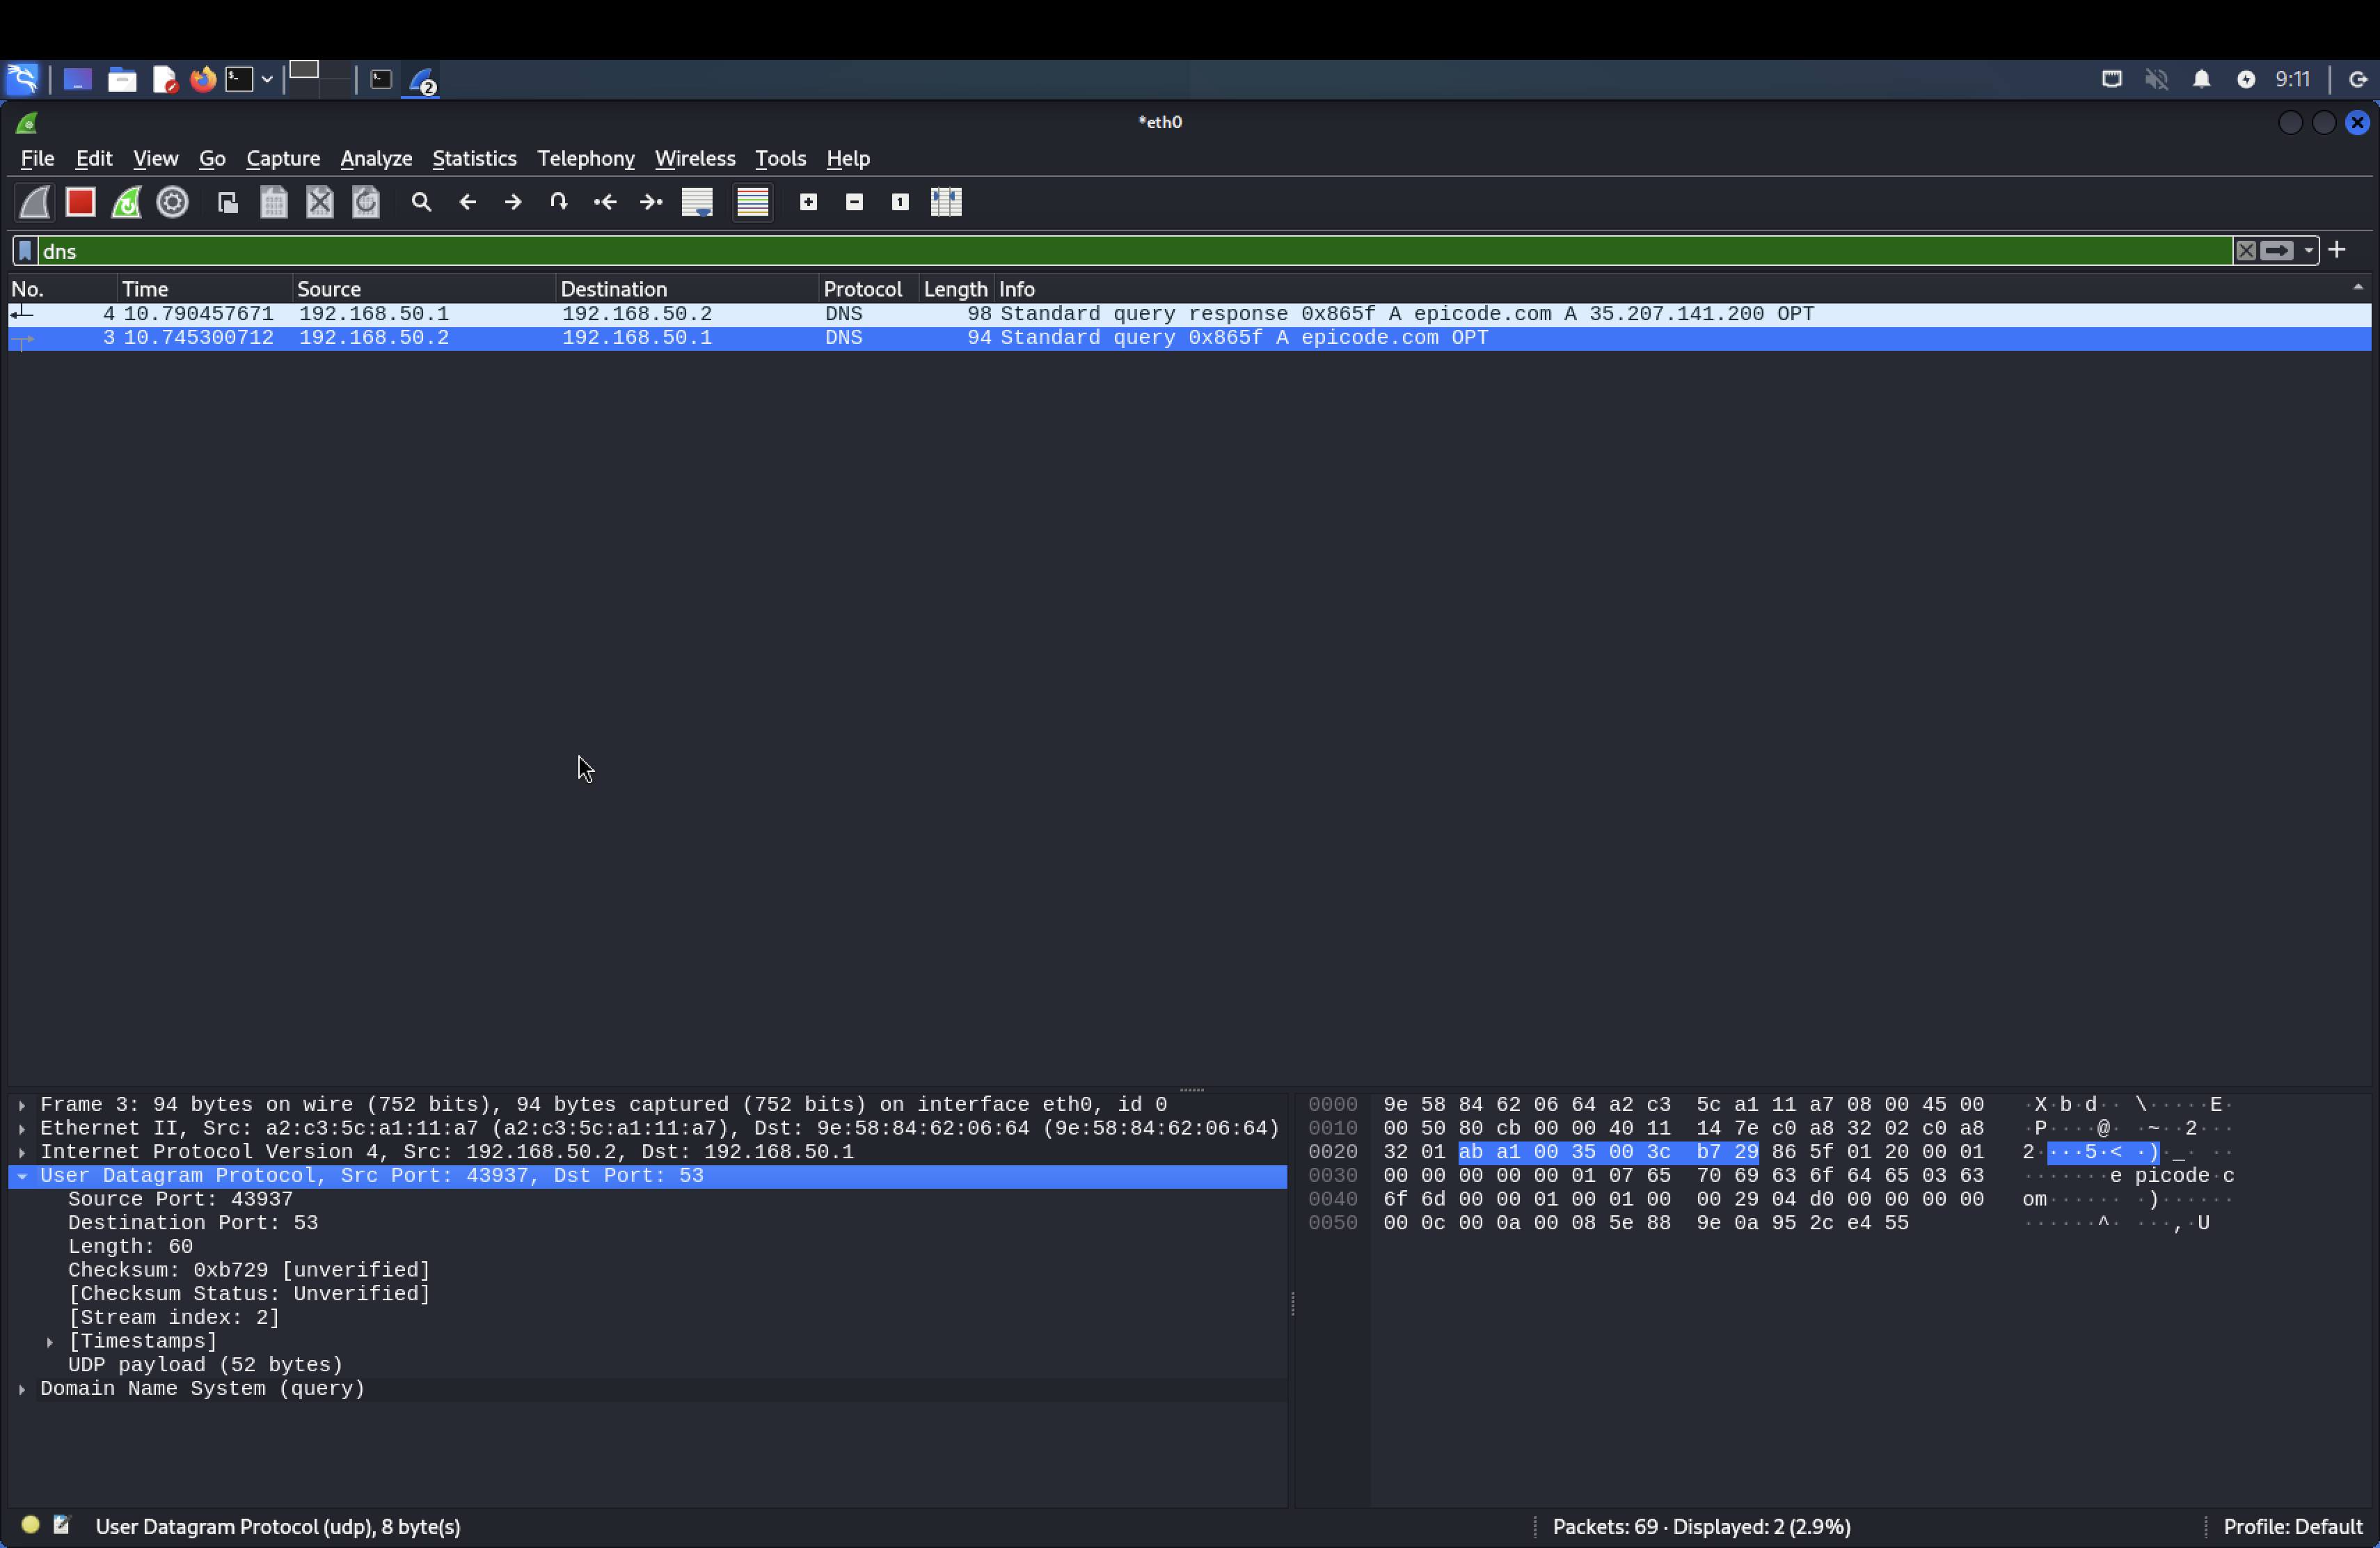 9:11
*eth0
File Edit View Go Capture Analyze Statistics Telephony Wireless Tools Help
dns
No. Time Source Destination Protocol Length Info
4 10.790457671 192.168.50.1 192.168.50.2 DNS 98 Standard query response 0x865f A epicode.com A 35.207.141.200 OPT
3 10.745300712 192.168.50.2 192.168.50.1 DNS 94 Standard query 0x865f A epicode.com OPT
Frame 3: 94 bytes on wire (752 bits), 94 bytes captured (752 bits) on interface eth0, id 0
Ethernet II, Src: a2:c3:5c:a1:11:a7 (a2:c3:5c:a1:11:a7), Dst: 9e:58:84:62:06:64 (9e:58:84:62:06:64)
Internet Protocol Version 4, Src: 192.168.50.2, Dst: 192.168.50.1
User Datagram Protocol, Src Port: 43937, Dst Port: 53
Source Port: 43937
Destination Port: 53
Length: 60
Checksum: 0xb729 [unverified]
[Checksum Status: Unverified]
[Stream index: 2]
[Timestamps]
UDP payload (52 bytes)
Domain Name System (query)
0000 9e 58 84 62 06 64 a2 c3 5c a1 11 a7 08 00 45 00 ·X·b·d·· \·····E·
0010 00 50 80 cb 00 00 40 11 14 7e c0 a8 32 02 c0 a8 ·P····@· ·~··2···
0020 32 01 ab a1 00 35 00 3c b7 29 86 5f 01 20 00 01 2····5·< ·)·_· ··
0030 00 00 00 00 00 01 07 65 70 69 63 6f 64 65 03 63 ·······e picode·c
0040 6f 6d 00 00 01 00 01 00 00 29 04 d0 00 00 00 00 om······ ·)······
0050 00 0c 00 0a 00 08 5e 88 9e 0a 95 2c e4 55 ······^· ···,·U
User Datagram Protocol (udp), 8 byte(s)
Packets: 69 · Displayed: 2 (2.9%)
Profile: Default